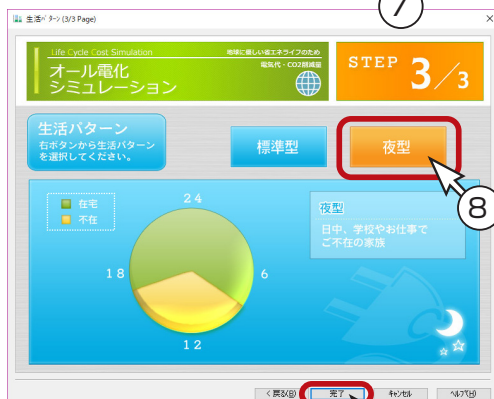 ⑦
生活ﾊﾟﾀｰﾝ (3/3 Page)
Life Cycle Cost Simulation
オール電化
シミュレーション
地球に優しい省エネライフのため
電気代・CO2削減量
STEP 3/3
生活パターン
右ボタンから生活パターン
を選択してください。
標準型
夜型
⑧
在宅
不在
24
18
6
12
夜型
日中、学校やお仕事で
ご不在の家族
< 戻る(B)
完了
ｷｬﾝｾﾙ
ﾍﾙﾌﾟ(H)